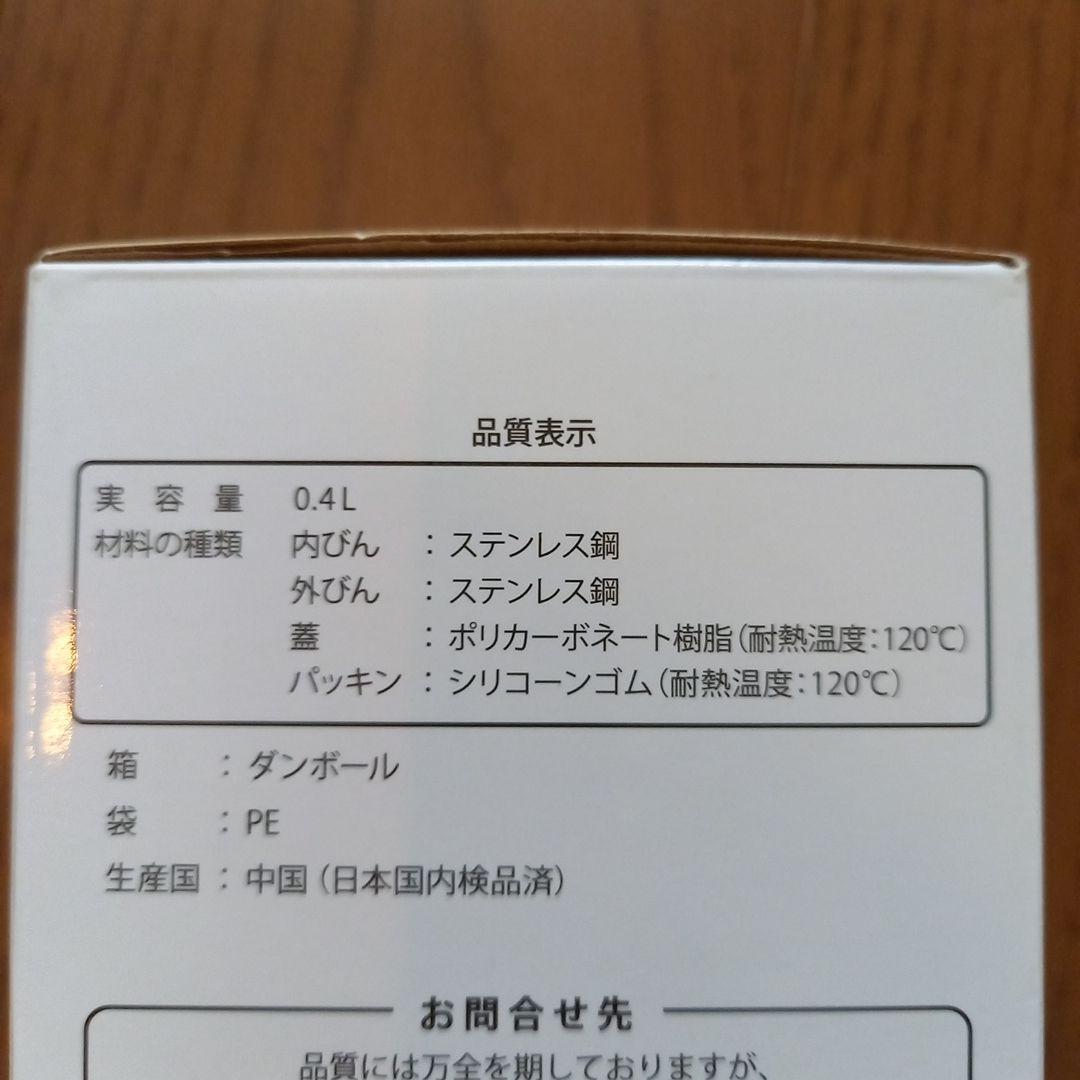 品質表示
実容量 0.4L
材料の種類 内びん : ステンレス鋼
外びん : ステンレス鋼
蓋 : ポリカーボネート樹脂(耐熱温度:120℃)
パッキン : シリコーンゴム(耐熱温度:120℃)
箱 : ダンボール
袋 : PE
生産国 : 中国(日本国内検品済)
お問合せ先
品質には万全を期しておりますが、